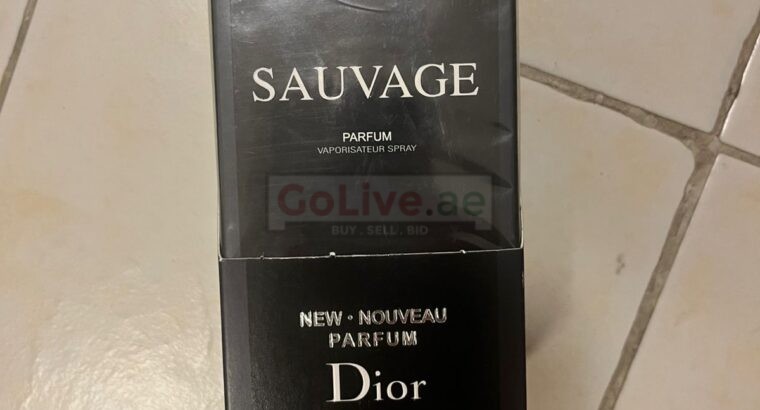 SAUVAGE
PARFUM
VAPORISATEUR SPRAY
GoLive.ae
BUY . SELL . BID
NEW · NOUVEAU
PARFUM
Dior